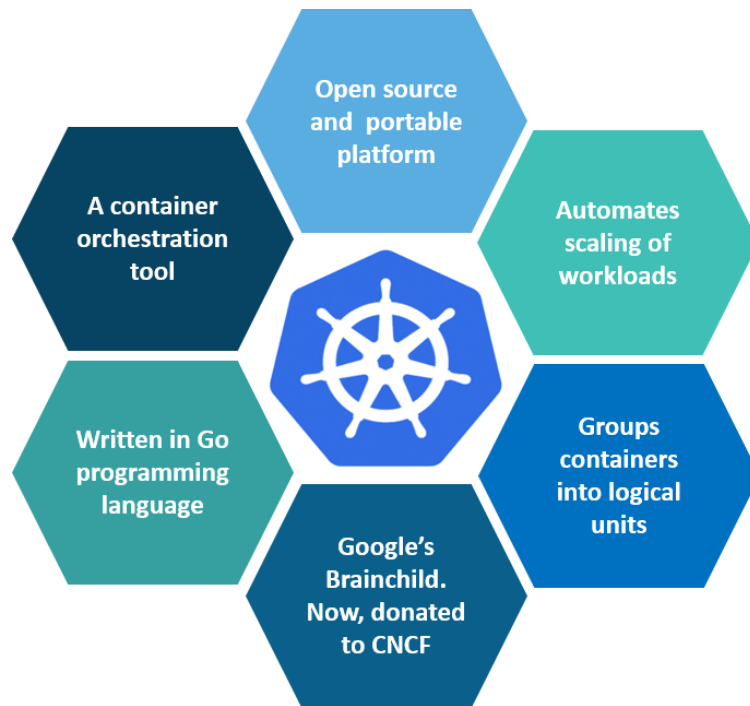 Open source
and portable
platform
A container
orchestration
tool
Automates
scaling of
workloads
Written in Go
programming
language
Groups
containers
into logical
units
Google’s
Brainchild.
Now, donated
to CNCF